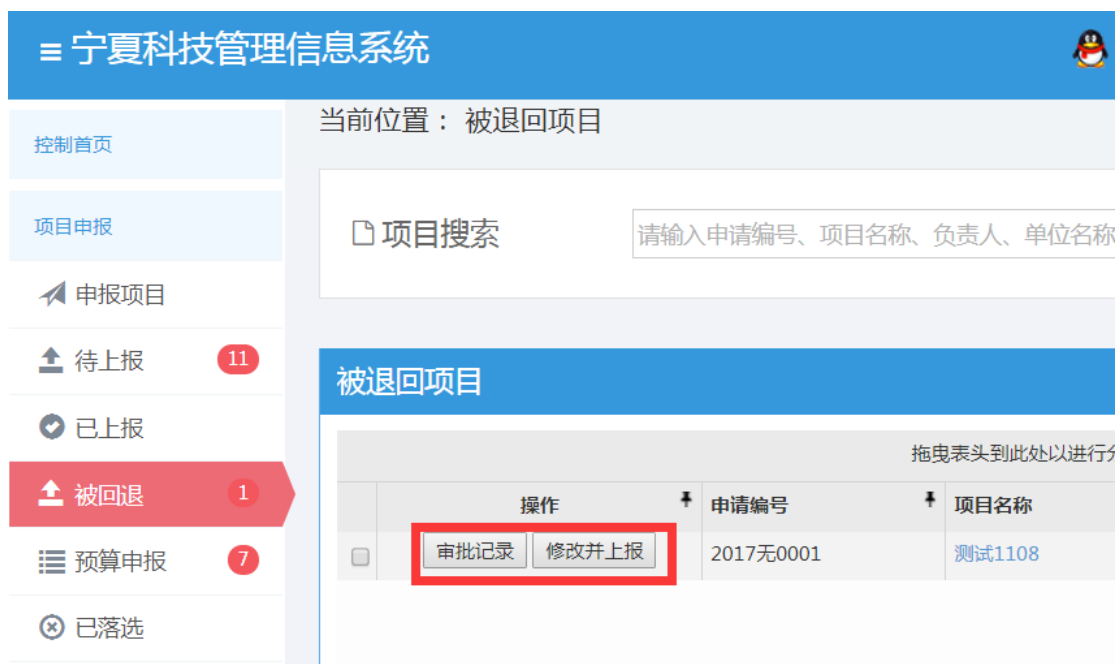 宁夏科技管理信息系统
控制首页
项目申报
申报项目
待上报 11
已上报
被回退 1
预算申报 7
已落选
当前位置： 被退回项目
项目搜索 请输入申请编号、项目名称、负责人、单位名称
被退回项目
拖曳表头到此处以进行分
操作 申请编号 项目名称
审批记录 修改并上报 2017无0001 测试1108